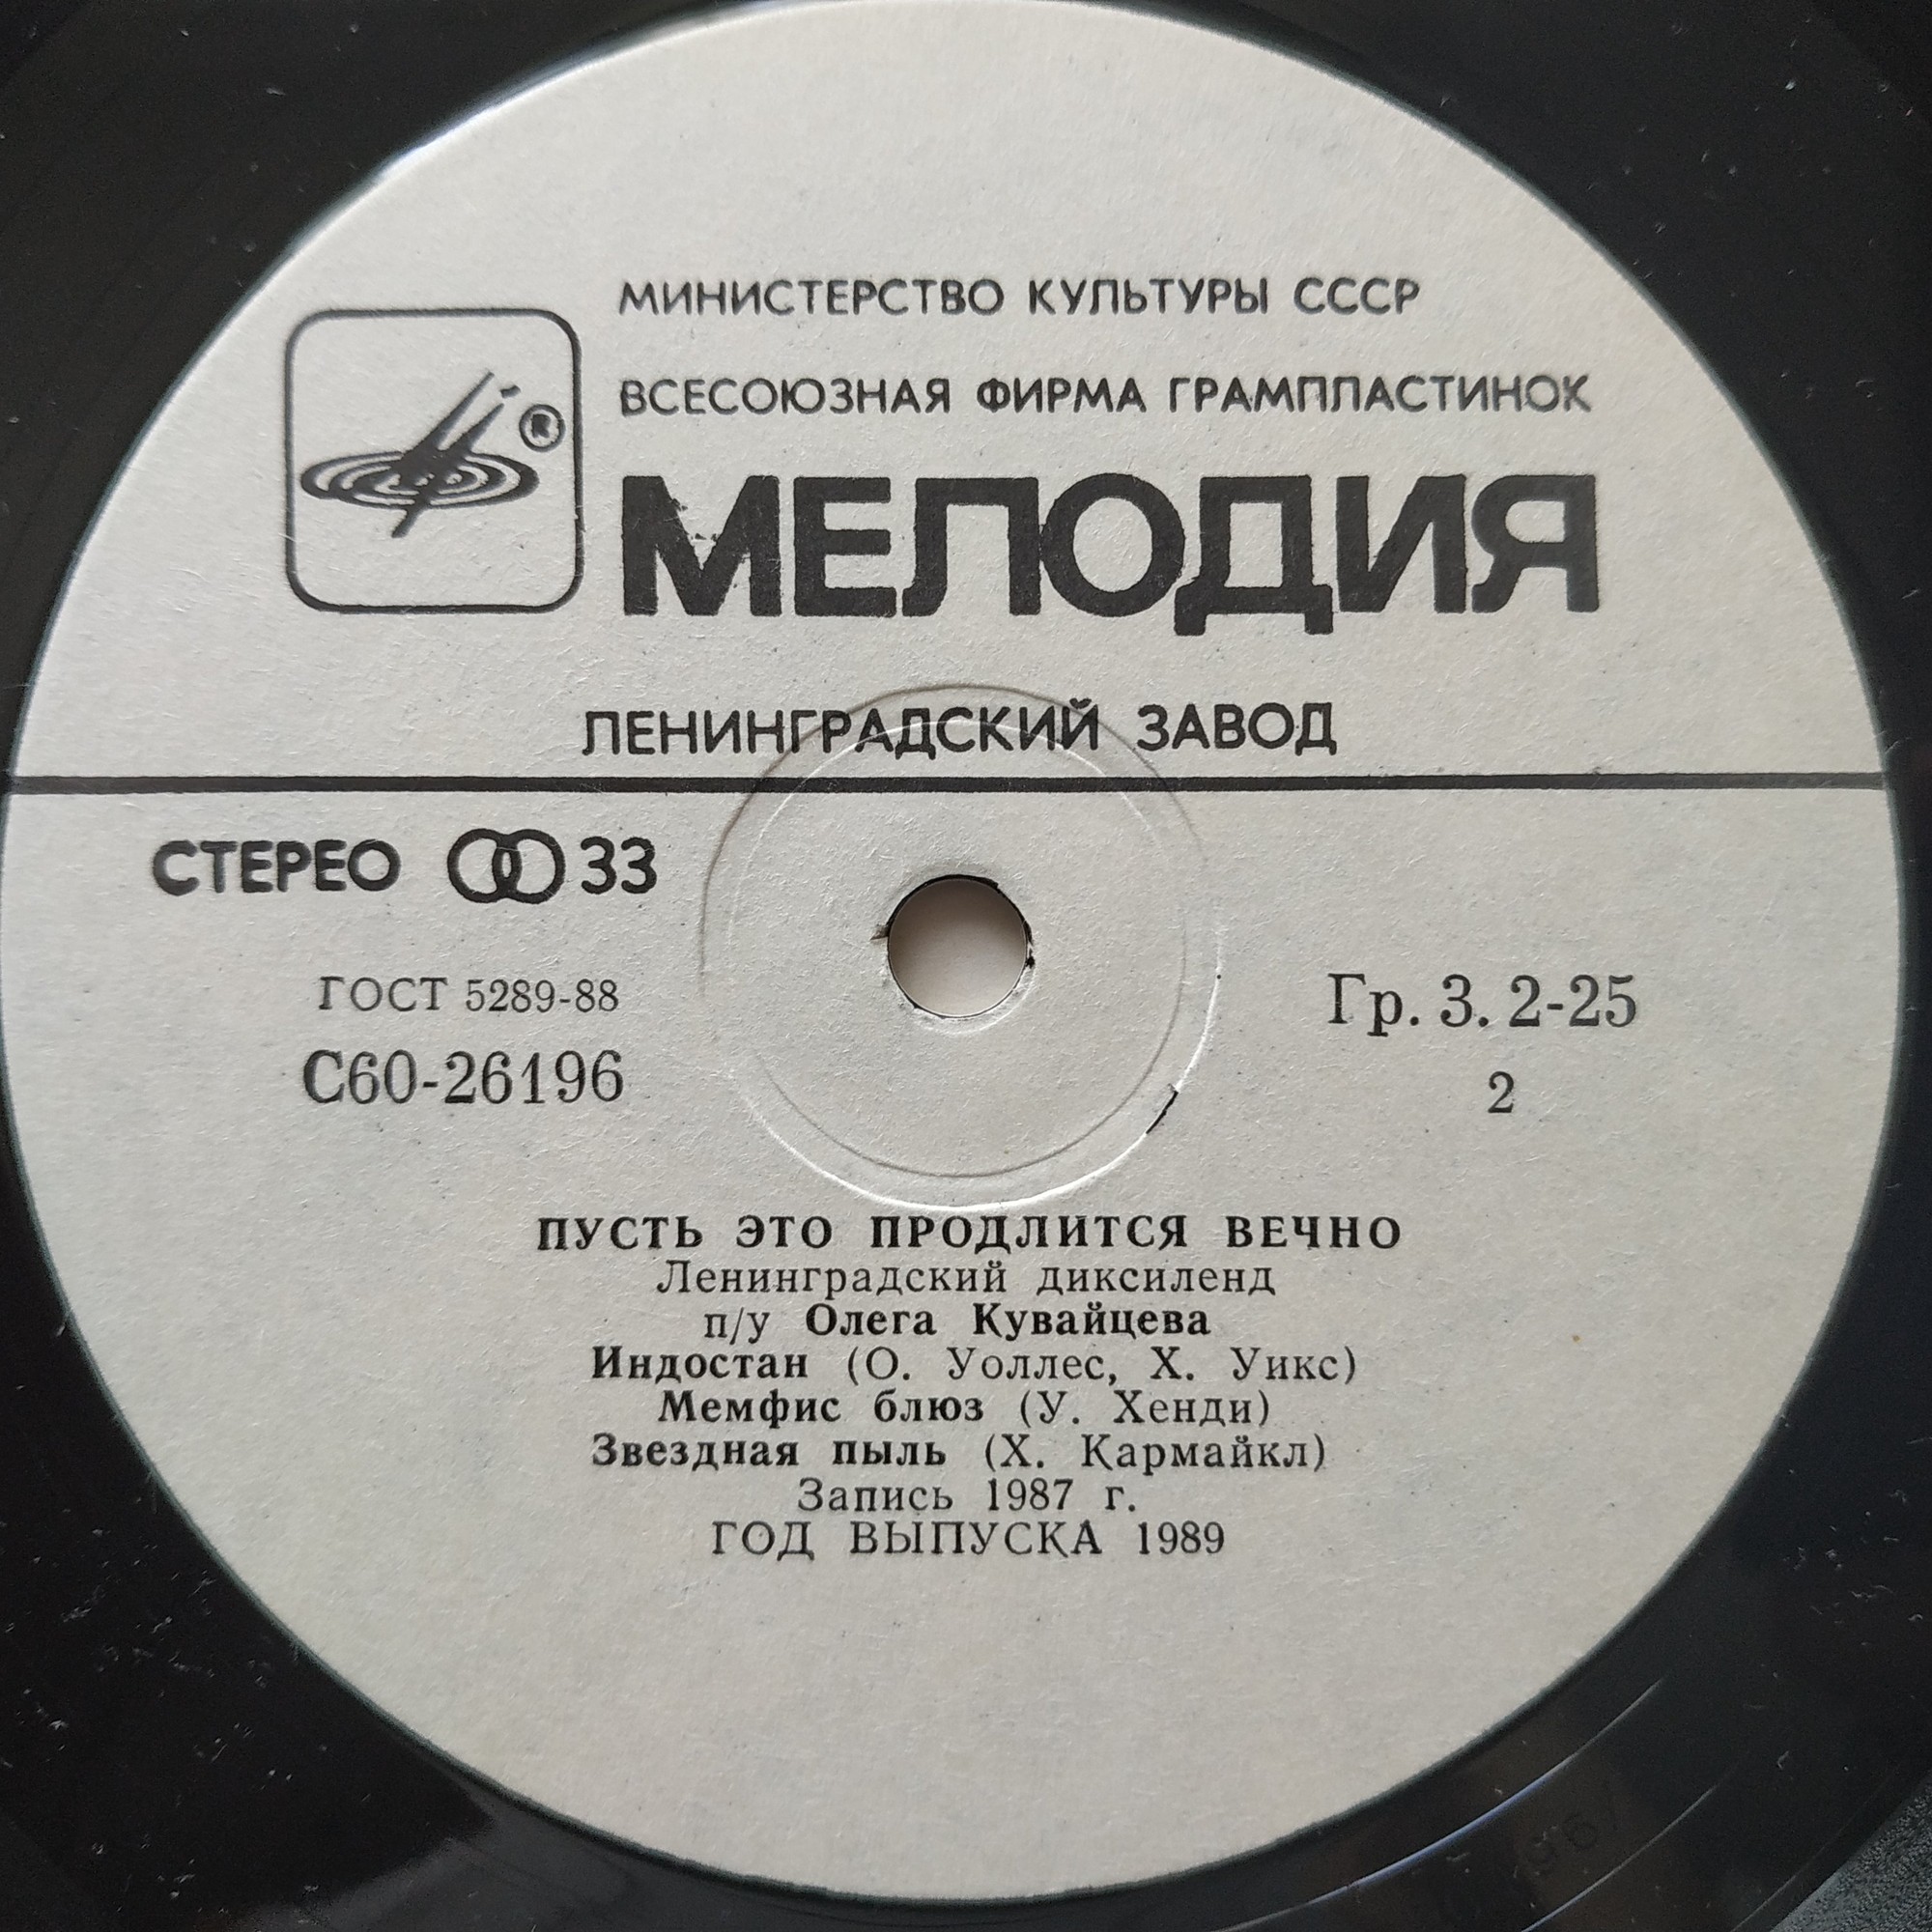 МИНИСТЕРСТВО КУЛЬТУРЫ СССР
ВСЕСОЮЗНАЯ ФИРМА ГРАМПЛАСТИНОК
®
МЕЛОДИЯ
ЛЕНИНГРАДСКИЙ ЗАВОД
СТЕРЕО 33
ГОСТ 5289-88
С60-26196
Гр. 3. 2-25
2
ПУСТЬ ЭТО ПРОДЛИТСЯ ВЕЧНО
Ленинградский диксиленд
п/у Олега Кувайцева
Индостан (О. Уоллес, Х. Уикс)
Мемфис блюз (У. Хенди)
Звездная пыль (Х. Кармайкл)
Запись 1987 г.
ГОД ВЫПУСКА 1989